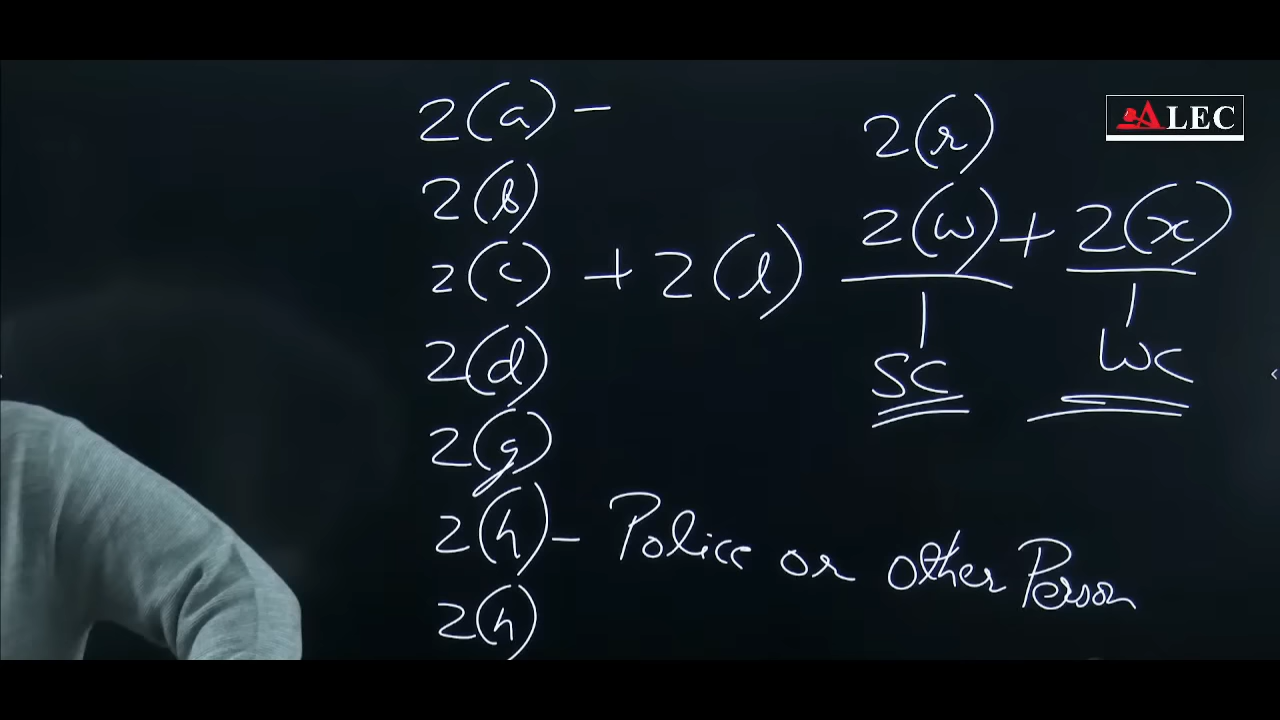 2(a) -
2(b)
2(c) + 2(l)
2(d)
2(g)
2(h) - Police or other Person
2(h)
2(r)
2(w) + 2(x)
SC
WC
ALEC